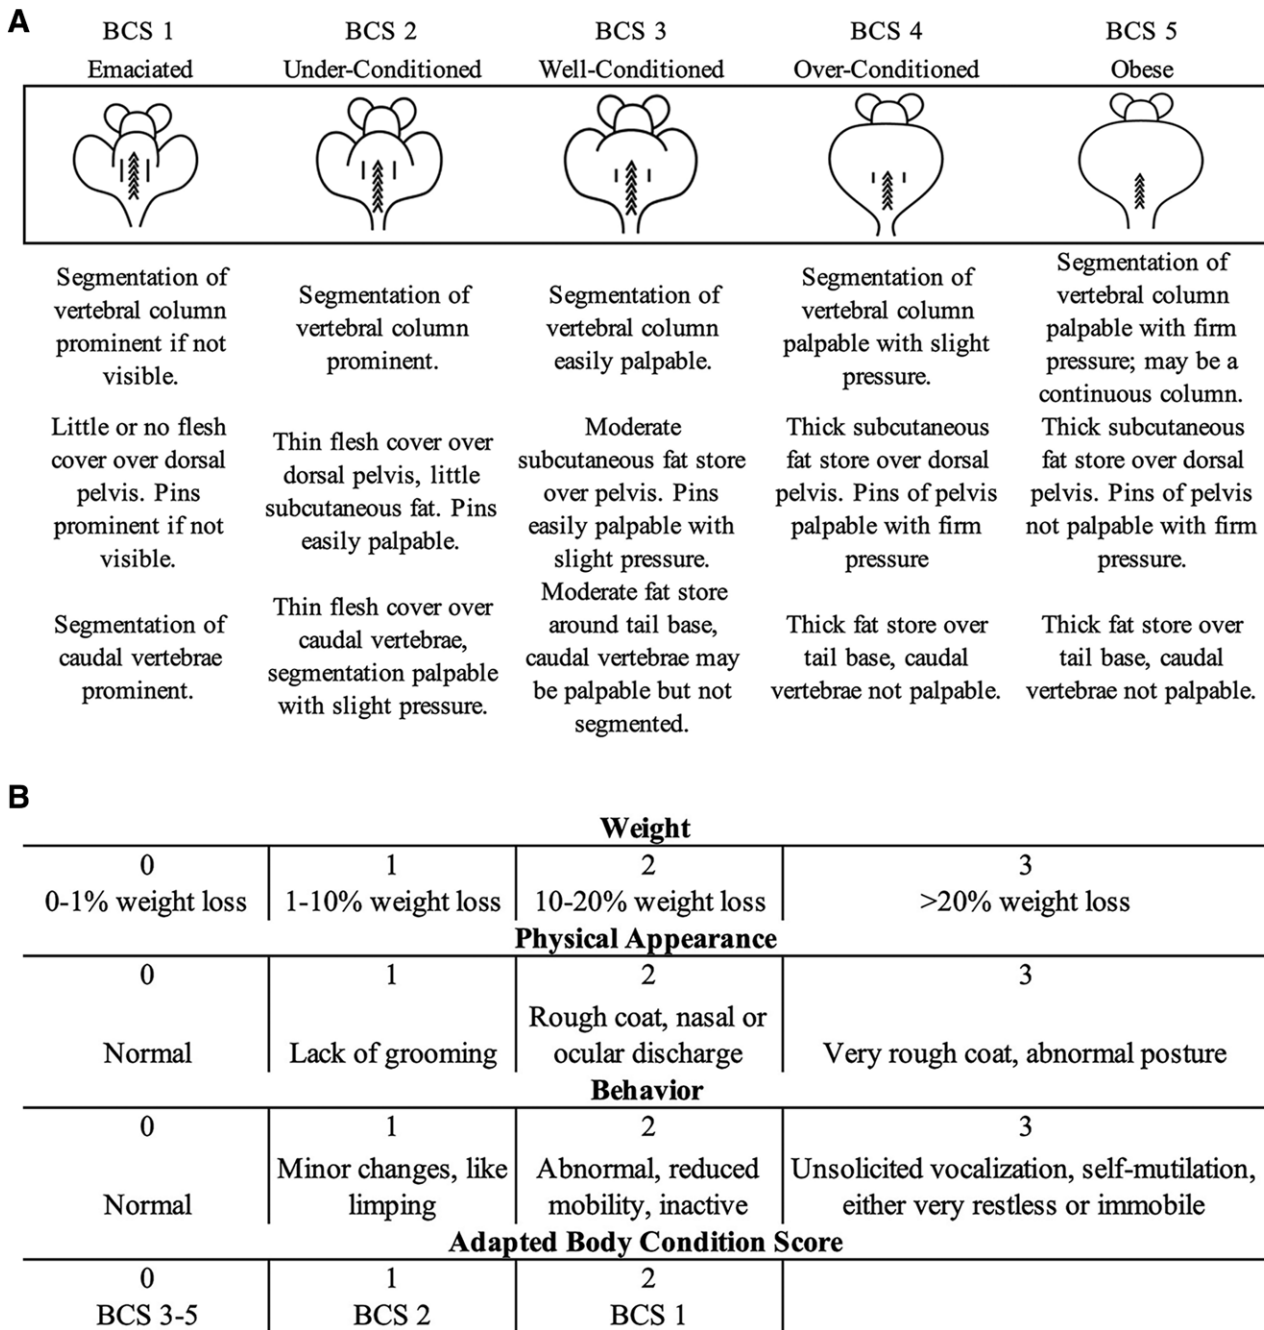 A
BCS 1 BCS 2 BCS 3 BCS 4 BCS 5
Emaciated Under-Conditioned Well-Conditioned Over-Conditioned Obese
Segmentation of
vertebral column
prominent if not
visible.
Segmentation of
vertebral column
prominent.
Segmentation of
vertebral column
easily palpable.
Segmentation of
vertebral column
palpable with slight
pressure.
Segmentation of
vertebral column
palpable with firm
pressure; may be a
continuous column.
Little or no flesh
cover over dorsal
pelvis. Pins
prominent if not
visible.
Thin flesh cover over
dorsal pelvis, little
subcutaneous fat. Pins
easily palpable.
Moderate
subcutaneous fat store
over pelvis. Pins
easily palpable with
slight pressure.
Thick subcutaneous
fat store over dorsal
pelvis. Pins of pelvis
palpable with firm
pressure
Thick subcutaneous
fat store over dorsal
pelvis. Pins of pelvis
not palpable with firm
pressure.
Segmentation of
caudal vertebrae
prominent.
Thin flesh cover over
caudal vertebrae,
segmentation palpable
with slight pressure.
Moderate fat store
around tail base,
caudal vertebrae may
be palpable but not
segmented.
Thick fat store over
tail base, caudal
vertebrae not palpable.
Thick fat store over
tail base, caudal
vertebrae not palpable.
B
Weight
0 1 2 3
0-1% weight loss 1-10% weight loss 10-20% weight loss >20% weight loss
Physical Appearance
0 1 2 3
Normal
Lack of grooming
Rough coat, nasal or
ocular discharge
Very rough coat, abnormal posture
Behavior
0 1 2 3
Normal
Minor changes, like
limping
Abnormal, reduced
mobility, inactive
Unsolicited vocalization, self-mutilation,
either very restless or immobile
Adapted Body Condition Score
0 1 2
BCS 3-5 BCS 2 BCS 1